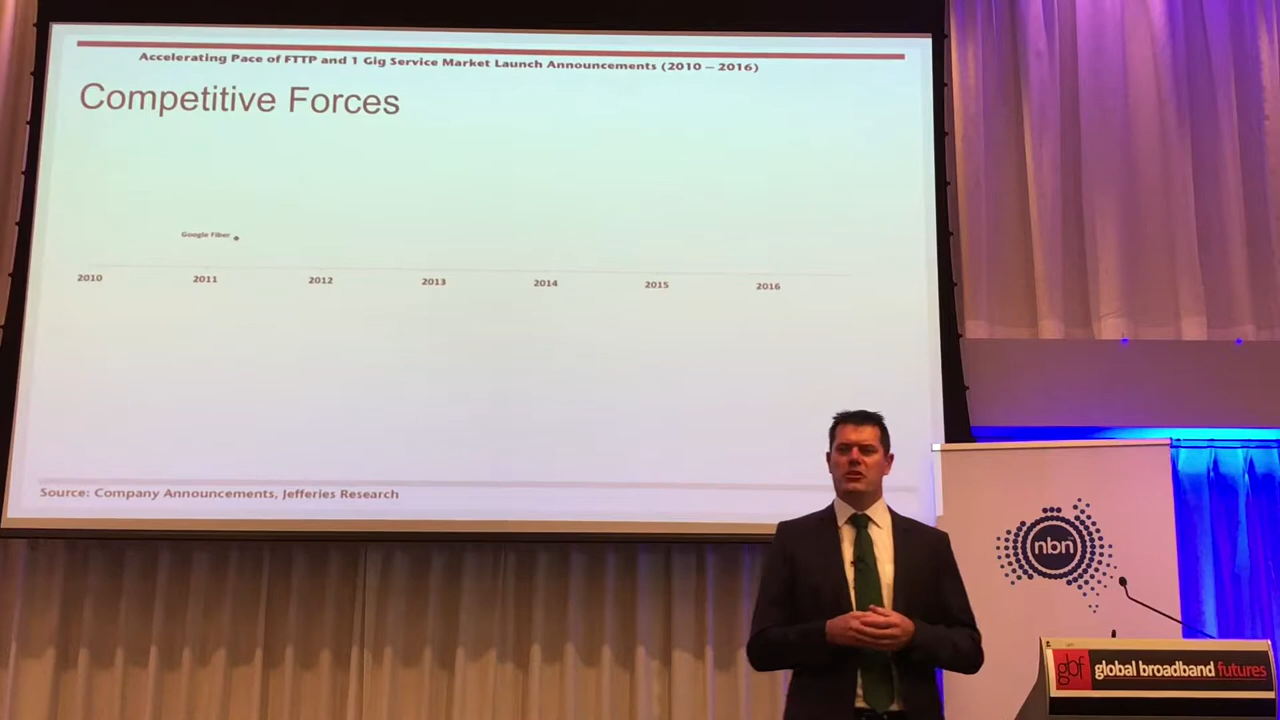 Accelerating Pace of FTTP and 1 Gig Service Market Launch Announcements (2010 – 2016)
Competitive Forces
Google Fiber
2010 2011 2012 2013 2014 2015 2016
Source: Company Announcements, Jefferies Research
nbn
gbf global broadband futures